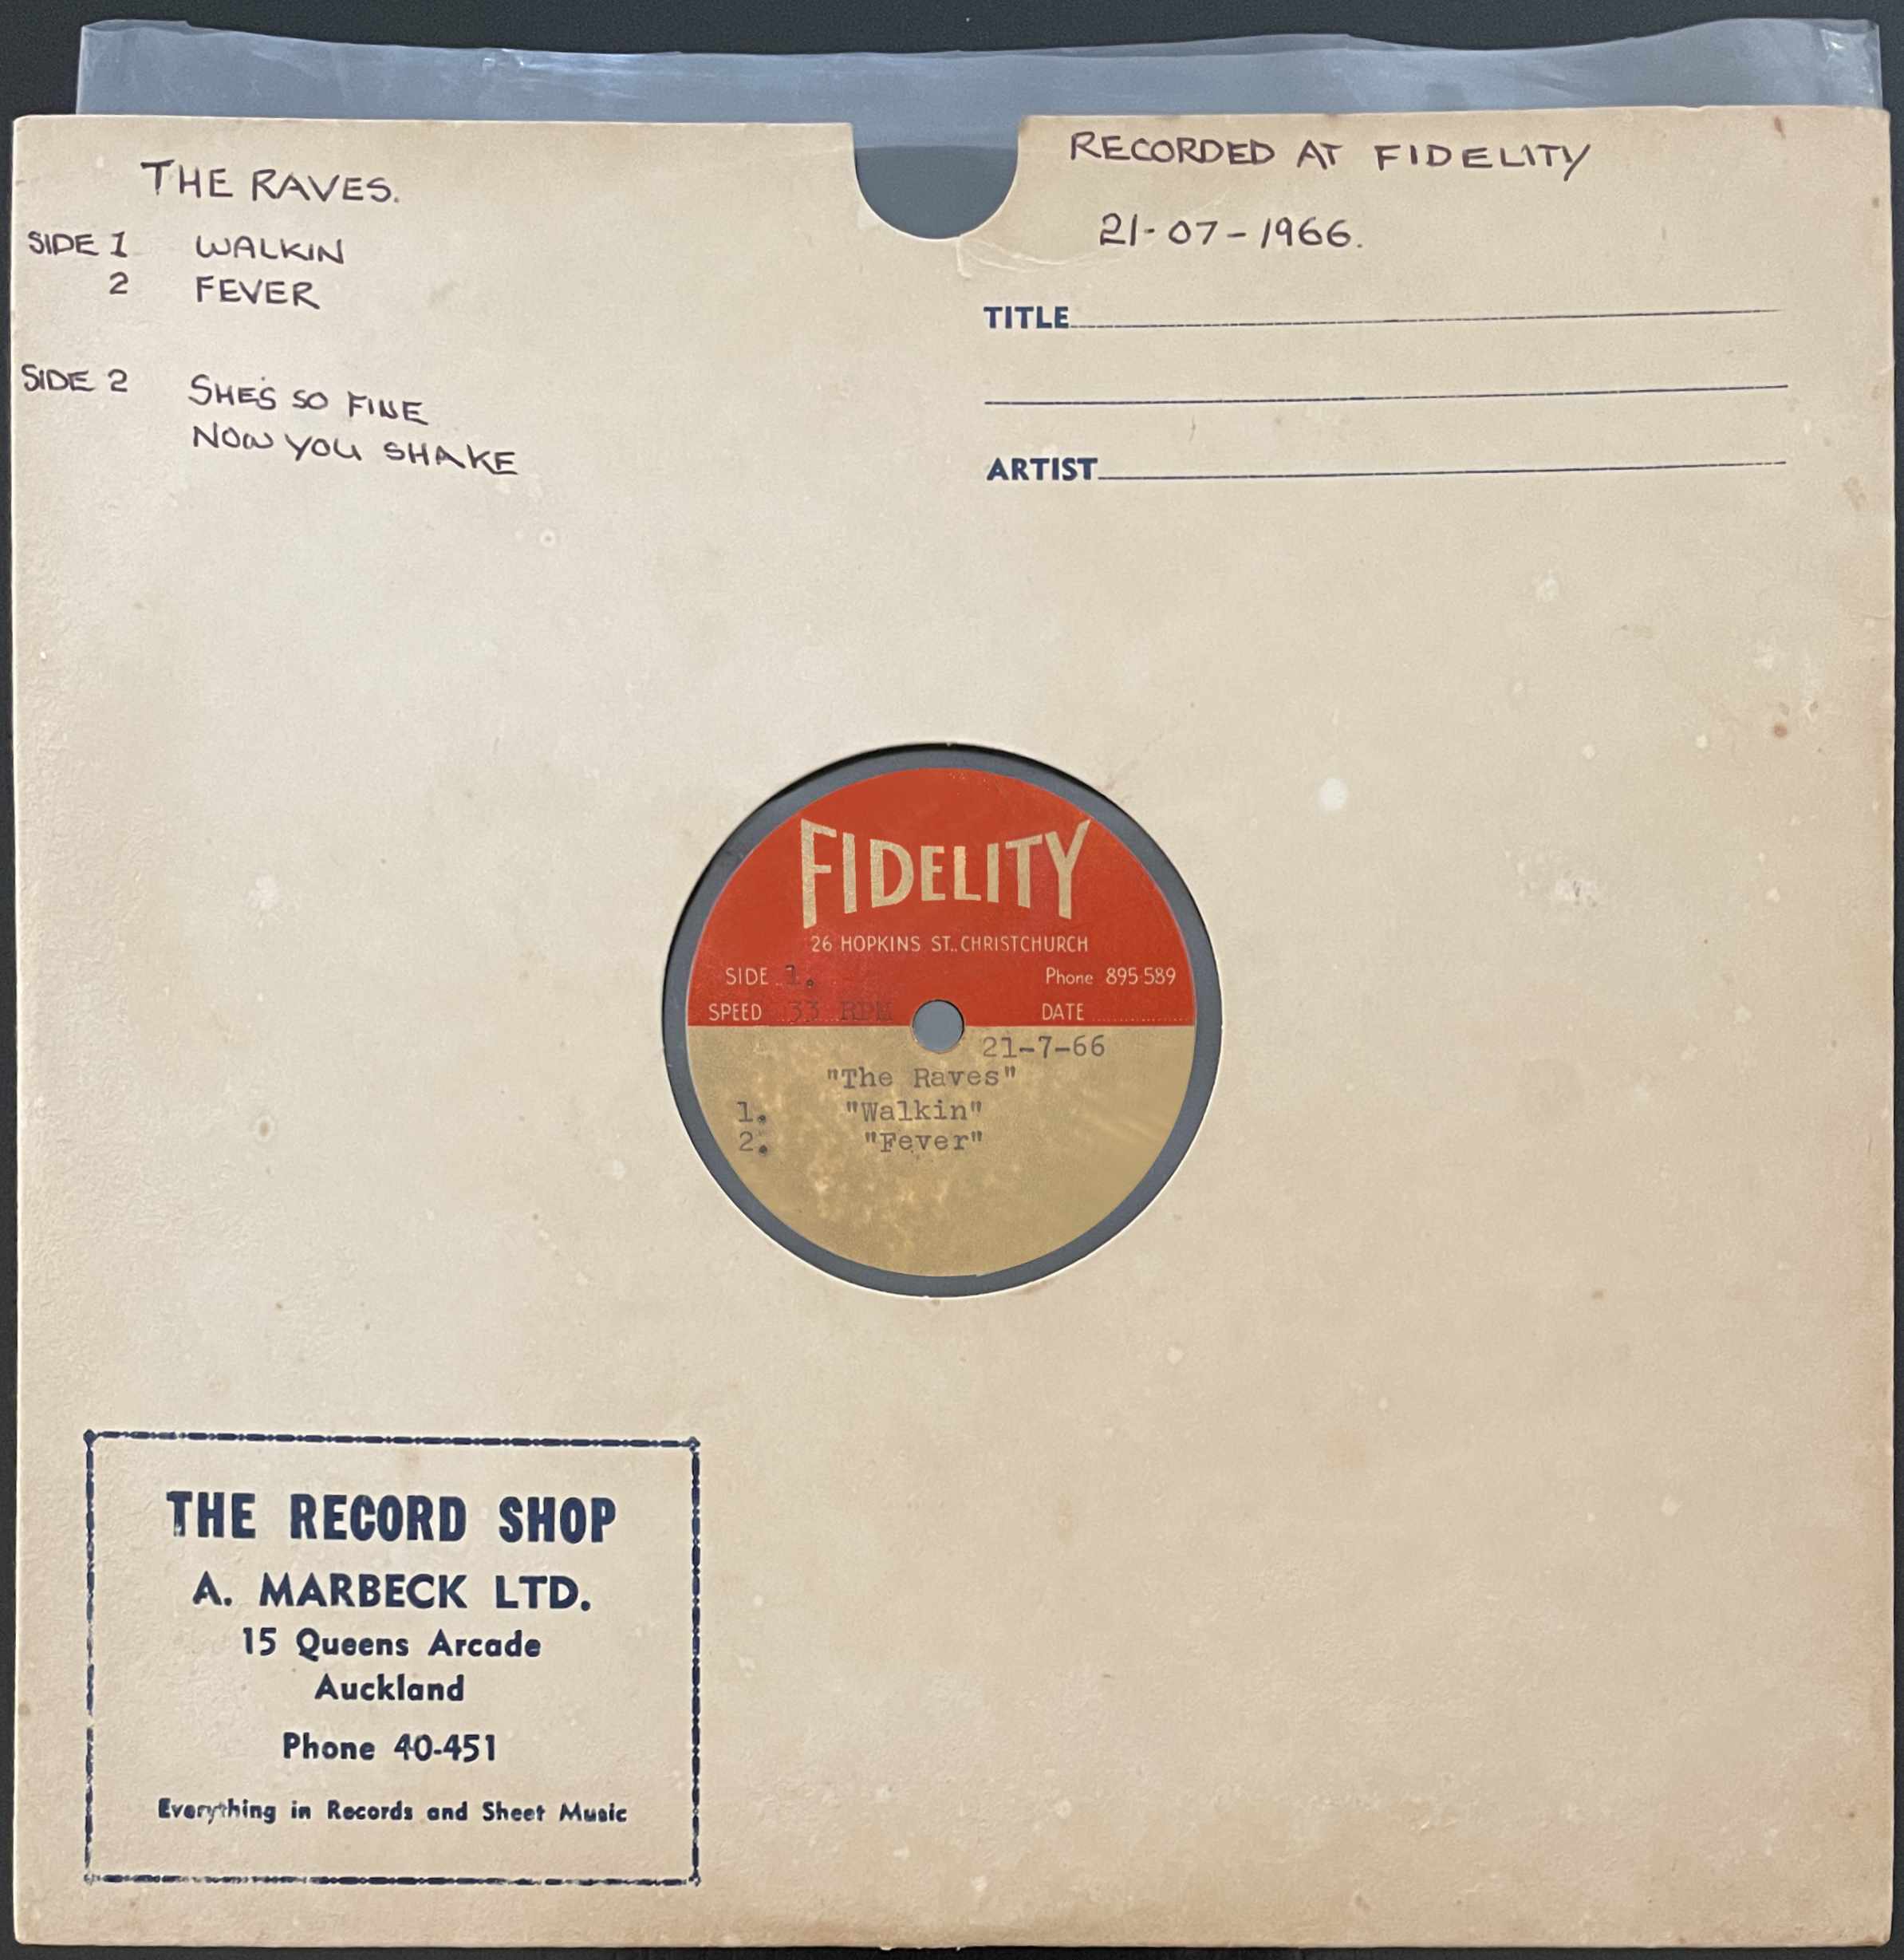 THE RAVES.
SIDE 1 WALKIN
2 FEVER
SIDE 2 SHE'S SO FINE
NOW YOU SHAKE
RECORDED AT FIDELITY
21-07-1966.
TITLE
ARTIST
FIDELITY
26 HOPKINS ST., CHRISTCHURCH
SIDE 1. Phone 895-589
SPEED 33 RPM DATE
21-7-66
"The Raves"
1. "Walkin"
2. "Fever"
THE RECORD SHOP
A. MARBECK LTD.
15 Queens Arcade
Auckland
Phone 40-451
Everything in Records and Sheet Music